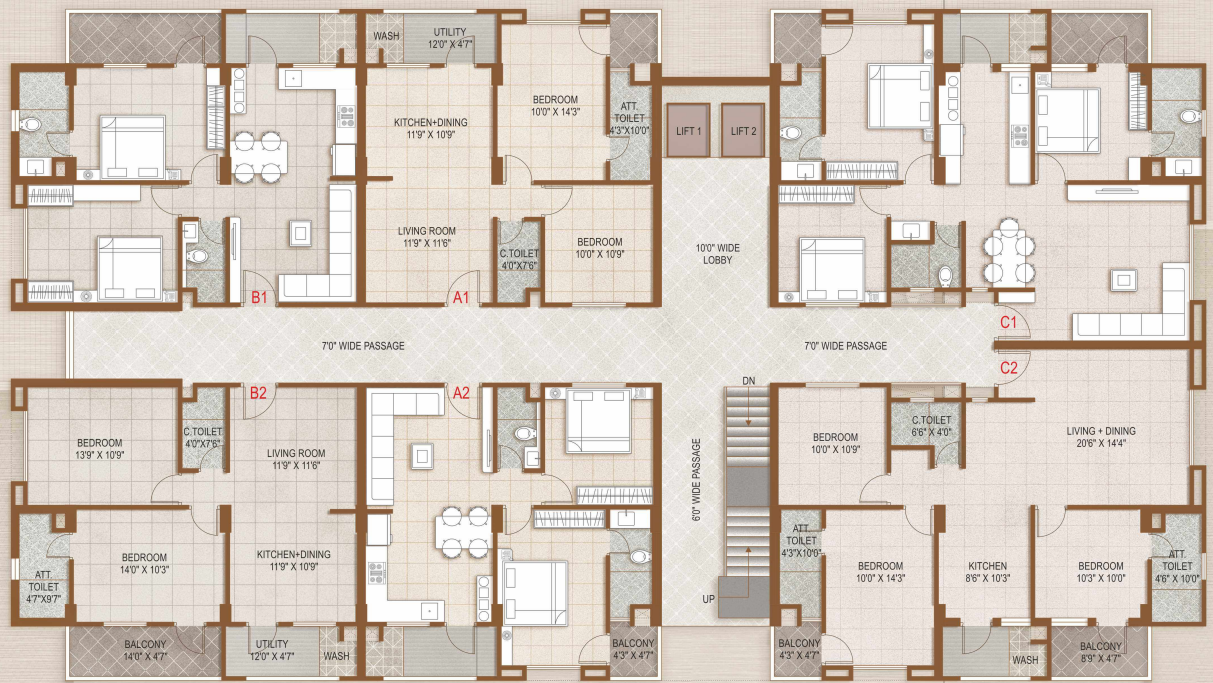 WASH
UTILITY
12'0" X 4'7"
BEDROOM
10'0" X 14'3"
ATT.
TOILET
4'3"X10'0"
KITCHEN+DINING
11'9" X 10'9"
LIFT 1
LIFT 2
LIVING ROOM
11'9" X 11'6"
C.TOILET
4'0"X7'6"
BEDROOM
10'0" X 10'9"
10'0" WIDE
LOBBY
B1
A1
C1
7'0" WIDE PASSAGE
7'0" WIDE PASSAGE
C2
B2
A2
DN
BEDROOM
13'9" X 10'9"
C.TOILET
4'0"X7'6"
LIVING ROOM
11'9" X 11'6"
6'0" WIDE PASSAGE
BEDROOM
10'0" X 10'9"
C.TOILET
6'6" X 4'0"
LIVING + DINING
20'6" X 14'4"
ATT.
TOILET
4'7"X9'7"
BEDROOM
14'0" X 10'3"
KITCHEN+DINING
11'9" X 10'9"
UP
ATT.
TOILET
4'3"X10'0"
BEDROOM
10'0" X 14'3"
KITCHEN
8'6" X 10'3"
BEDROOM
10'3" X 10'0"
ATT.
TOILET
4'6" X 10'0"
BALCONY
14'0" X 4'7"
UTILITY
12'0" X 4'7"
WASH
BALCONY
4'3" X 4'7"
BALCONY
4'3" X 4'7"
WASH
BALCONY
8'9" X 4'7"